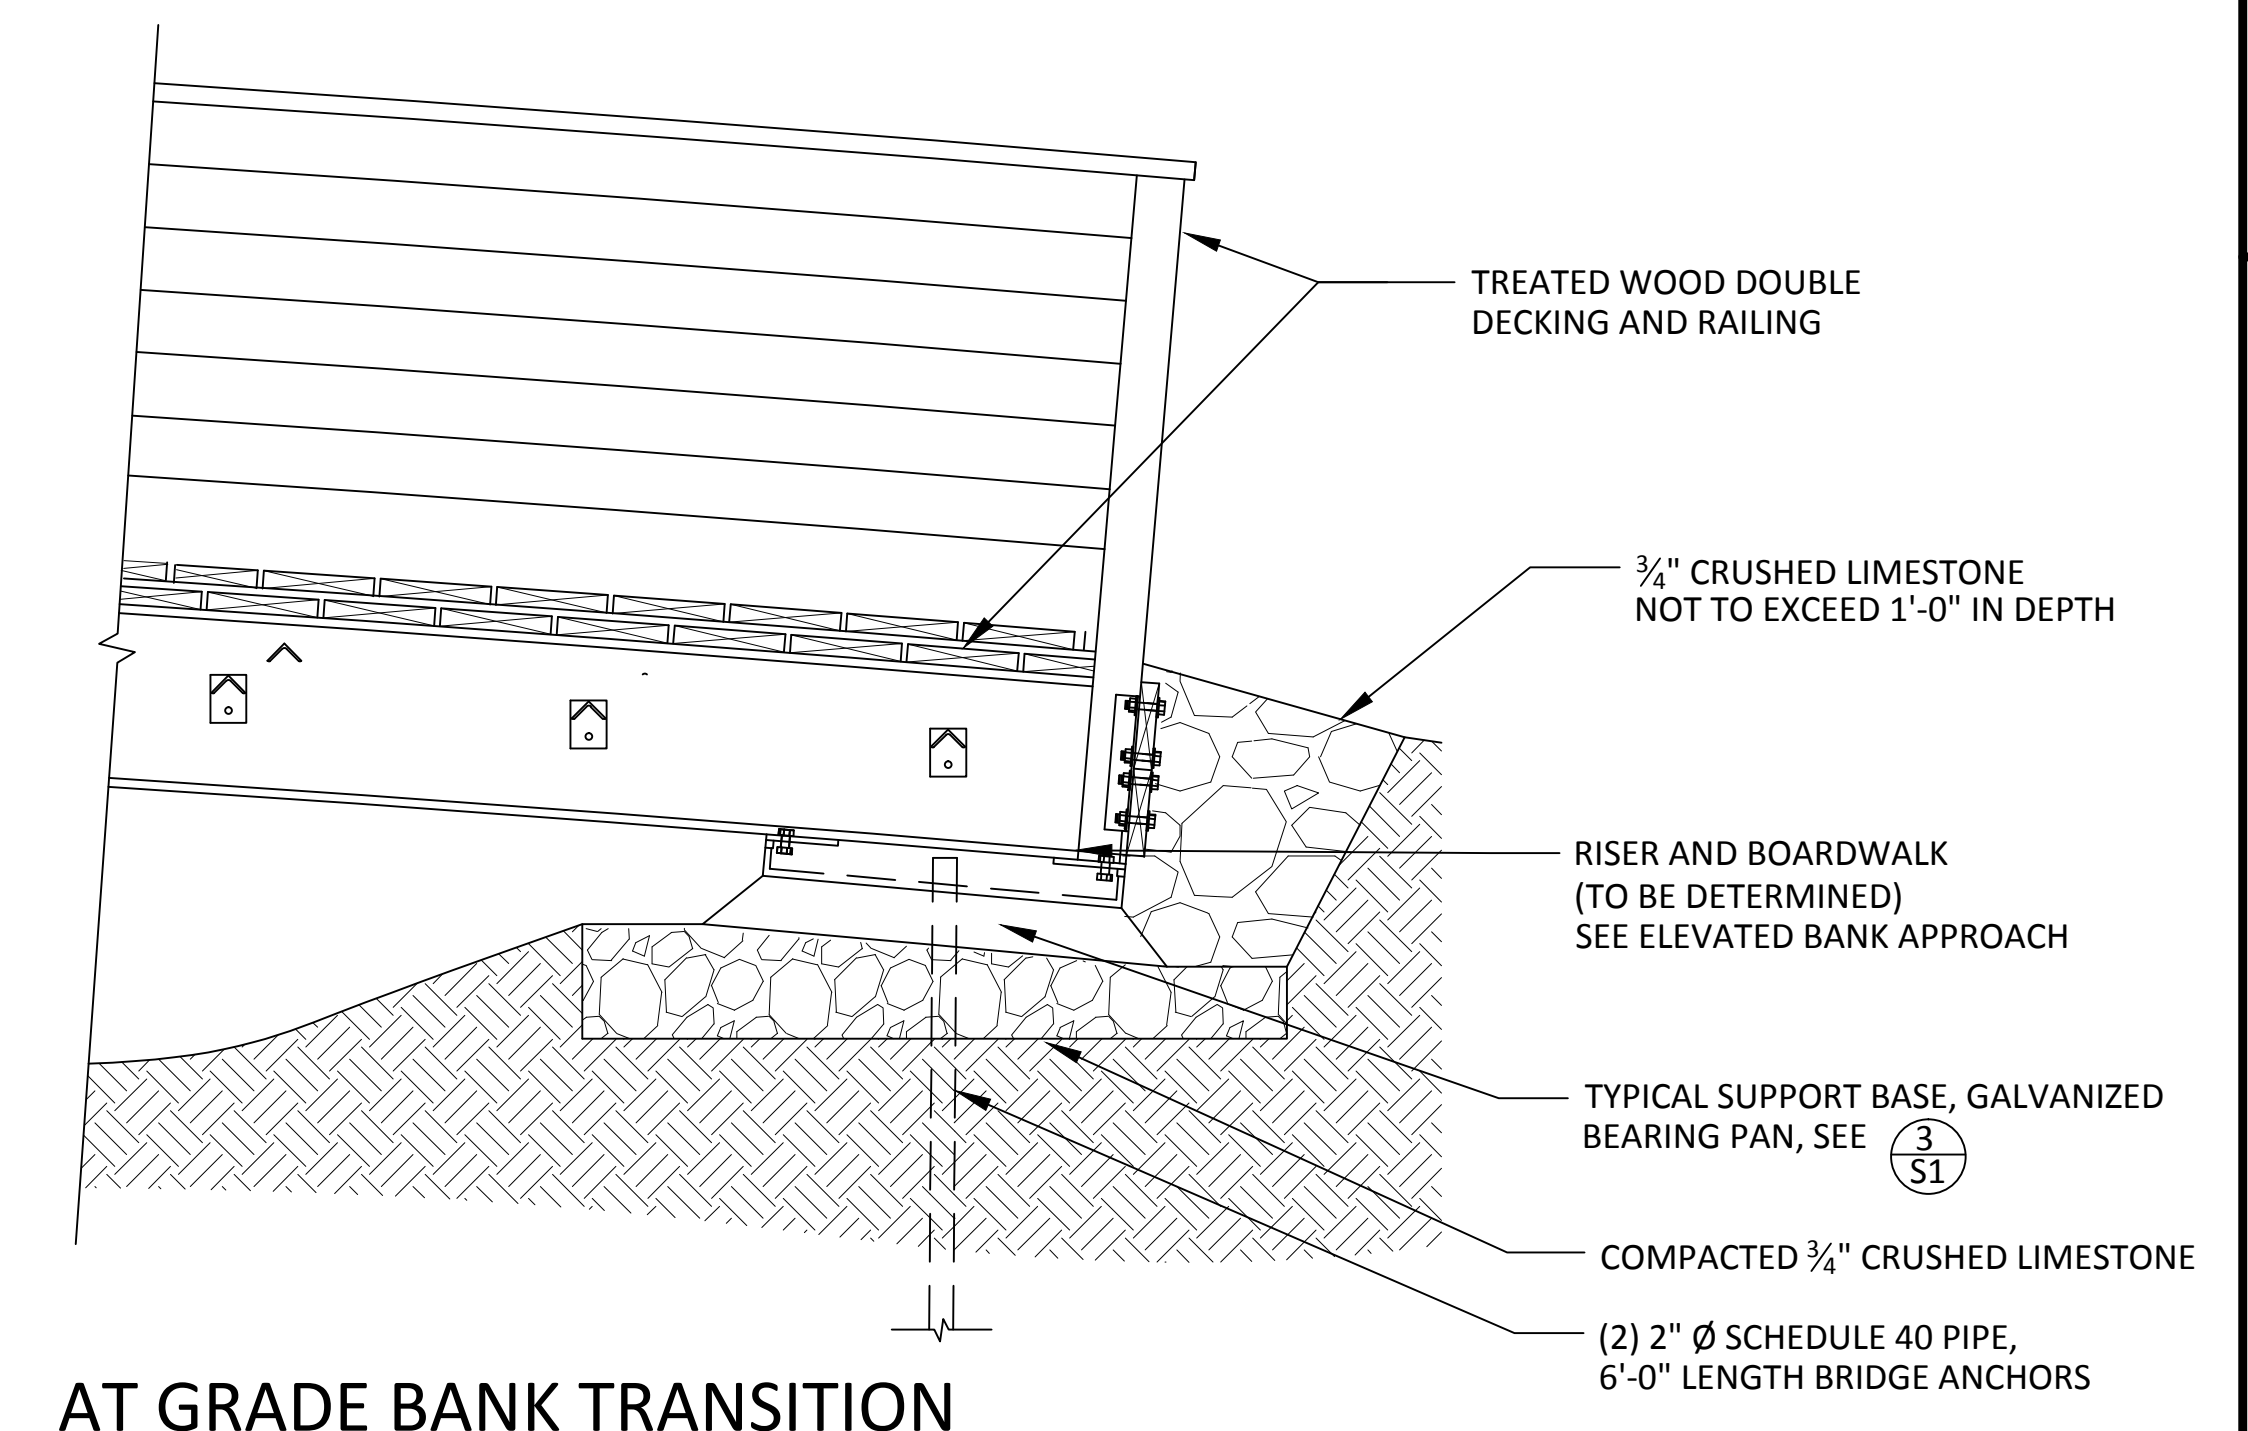 TREATED WOOD DOUBLE
DECKING AND RAILING
¾" CRUSHED LIMESTONE
NOT TO EXCEED 1'-0" IN DEPTH
RISER AND BOARDWALK
(TO BE DETERMINED)
SEE ELEVATED BANK APPROACH
TYPICAL SUPPORT BASE, GALVANIZED
BEARING PAN, SEE
3
S1
COMPACTED ¾" CRUSHED LIMESTONE
(2) 2" Ø SCHEDULE 40 PIPE,
6'-0" LENGTH BRIDGE ANCHORS
AT GRADE BANK TRANSITION